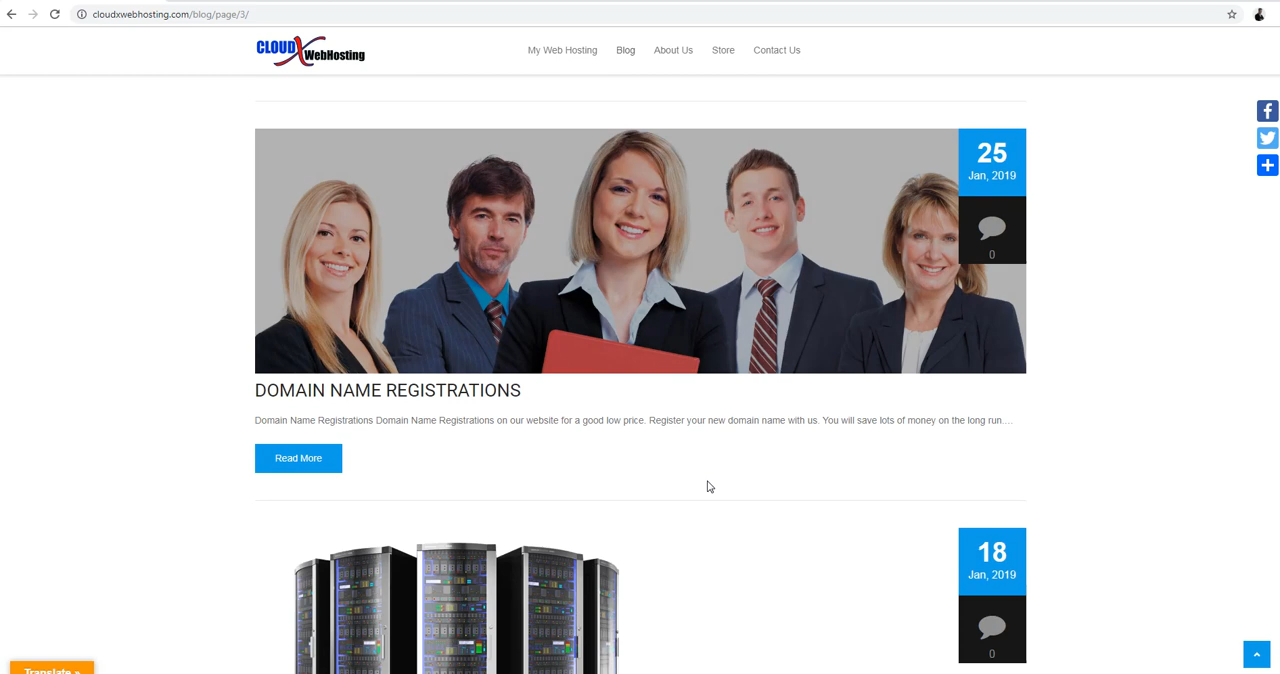 cloudxwebhosting.com/blog/page/3/
CLOUDX WebHosting
My Web Hosting
Blog
About Us
Store
Contact Us
25
Jan, 2019
0
DOMAIN NAME REGISTRATIONS
Domain Name Registrations Domain Name Registrations on our website for a good low price. Register your new domain name with us. You will save lots of money on the long run....
Read More
18
Jan, 2019
0
Translate »